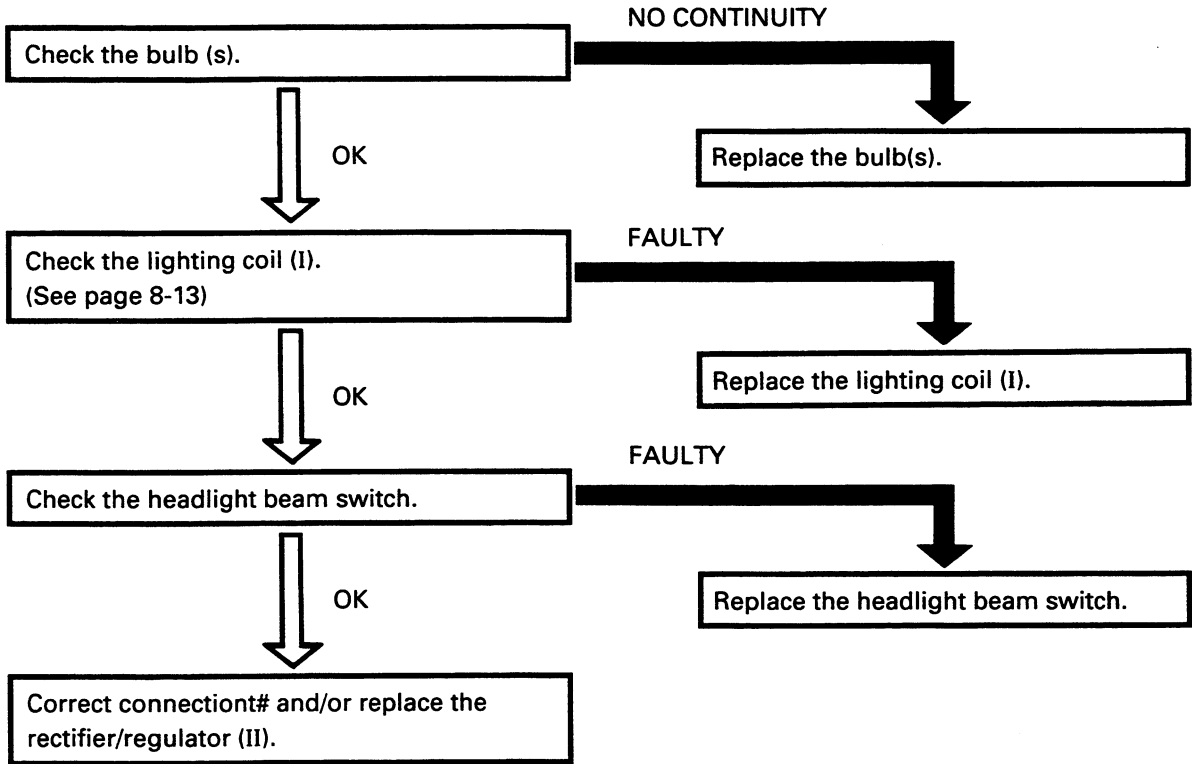 NO CONTINUITY
Check the bulb (s).
OK
Replace the bulb(s).
FAULTY
Check the lighting coil (I).
(See page 8-13)
Replace the lighting coil (I).
OK
FAULTY
Check the headlight beam switch.
OK
Replace the headlight beam switch.
Correct connectiont# and/or replace the
rectifier/regulator (II).